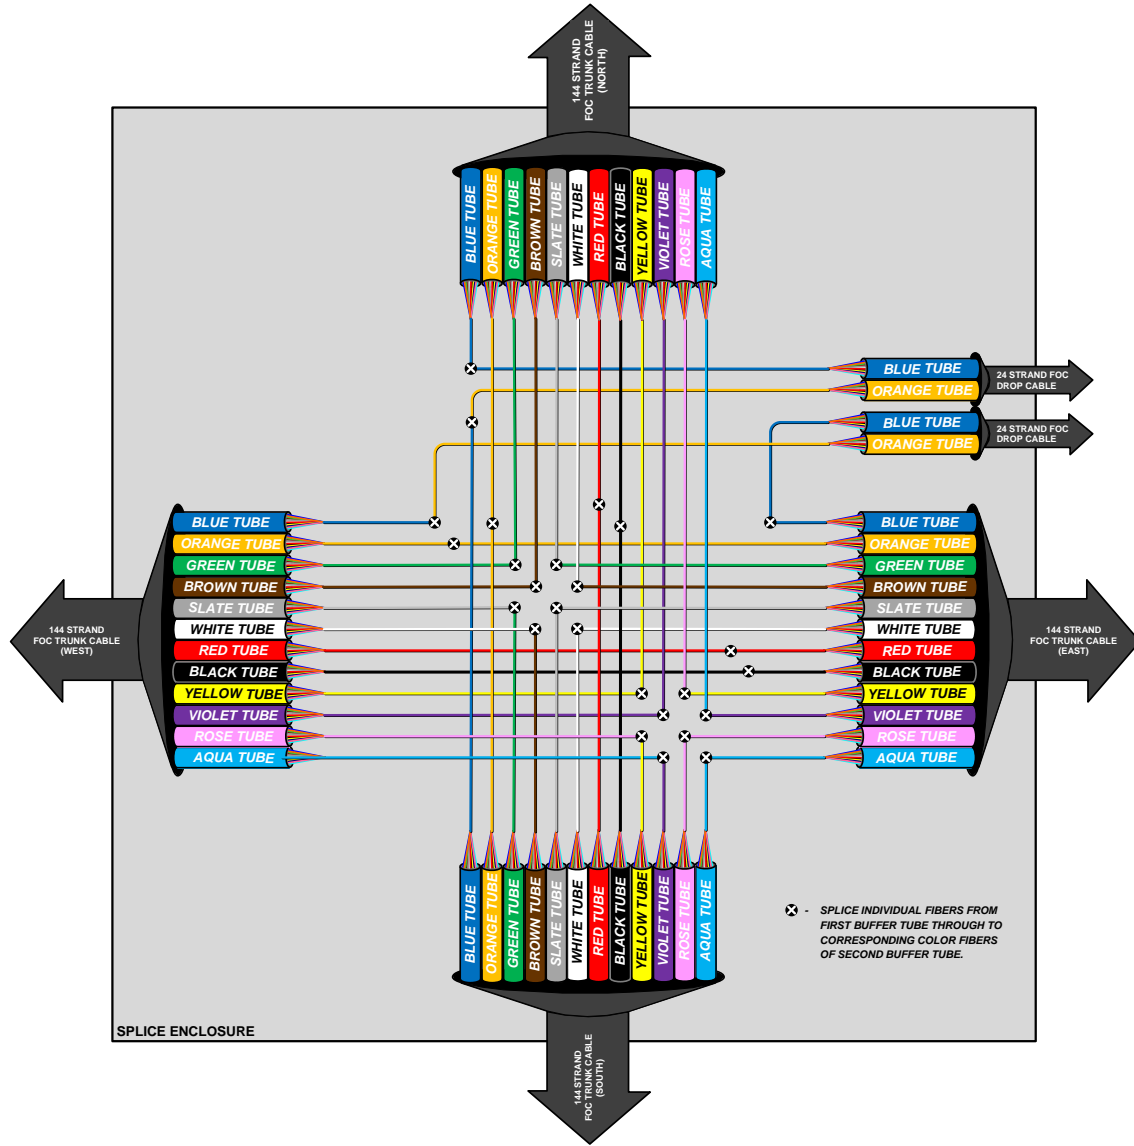 144 STRAND
FOC TRUNK CABLE
(NORTH)
BLUE TUBE
ORANGE TUBE
GREEN TUBE
BROWN TUBE
SLATE TUBE
WHITE TUBE
RED TUBE
BLACK TUBE
YELLOW TUBE
VIOLET TUBE
ROSE TUBE
AQUA TUBE
BLUE TUBE
ORANGE TUBE
24 STRAND FOC
DROP CABLE
BLUE TUBE
ORANGE TUBE
24 STRAND FOC
DROP CABLE
144 STRAND
FOC TRUNK CABLE
(WEST)
BLUE TUBE
ORANGE TUBE
GREEN TUBE
BROWN TUBE
SLATE TUBE
WHITE TUBE
RED TUBE
BLACK TUBE
YELLOW TUBE
VIOLET TUBE
ROSE TUBE
AQUA TUBE
BLUE TUBE
ORANGE TUBE
GREEN TUBE
BROWN TUBE
SLATE TUBE
WHITE TUBE
RED TUBE
BLACK TUBE
YELLOW TUBE
VIOLET TUBE
ROSE TUBE
AQUA TUBE
144 STRAND
FOC TRUNK CABLE
(EAST)
BLUE TUBE
ORANGE TUBE
GREEN TUBE
BROWN TUBE
SLATE TUBE
WHITE TUBE
RED TUBE
BLACK TUBE
YELLOW TUBE
VIOLET TUBE
ROSE TUBE
AQUA TUBE
- SPLICE INDIVIDUAL FIBERS FROM
FIRST BUFFER TUBE THROUGH TO
CORRESPONDING COLOR FIBERS
OF SECOND BUFFER TUBE.
SPLICE ENCLOSURE
144 STRAND
FOC TRUNK CABLE
(SOUTH)